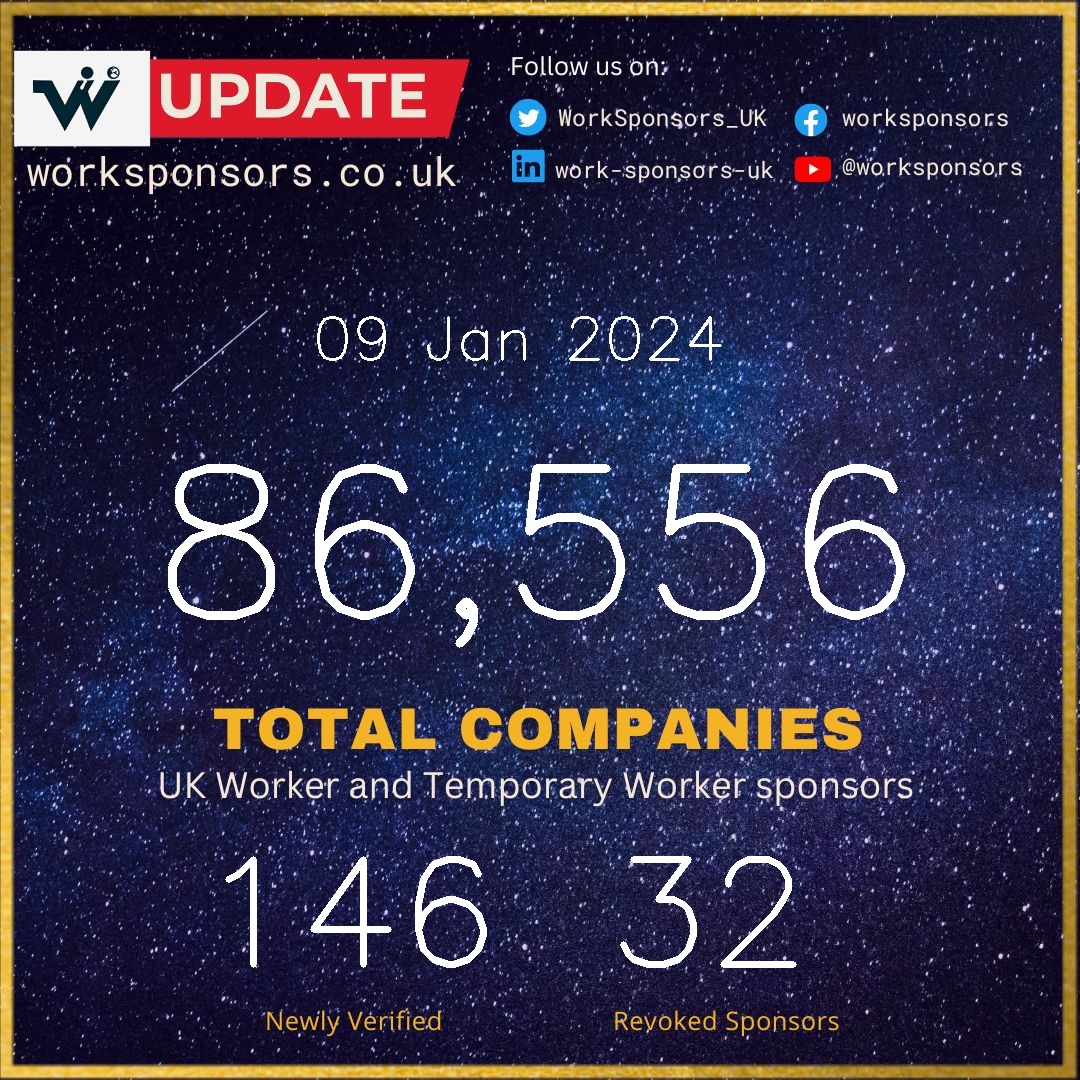 UPDATE
worksponsors.co.uk
Follow us on:
WorkSponsors_UK
worksponsors
work-sponsors-uk
@worksponsors
09 Jan 2024
86,556
TOTAL COMPANIES
UK Worker and Temporary Worker sponsors
146
32
Newly Verified
Revoked Sponsors